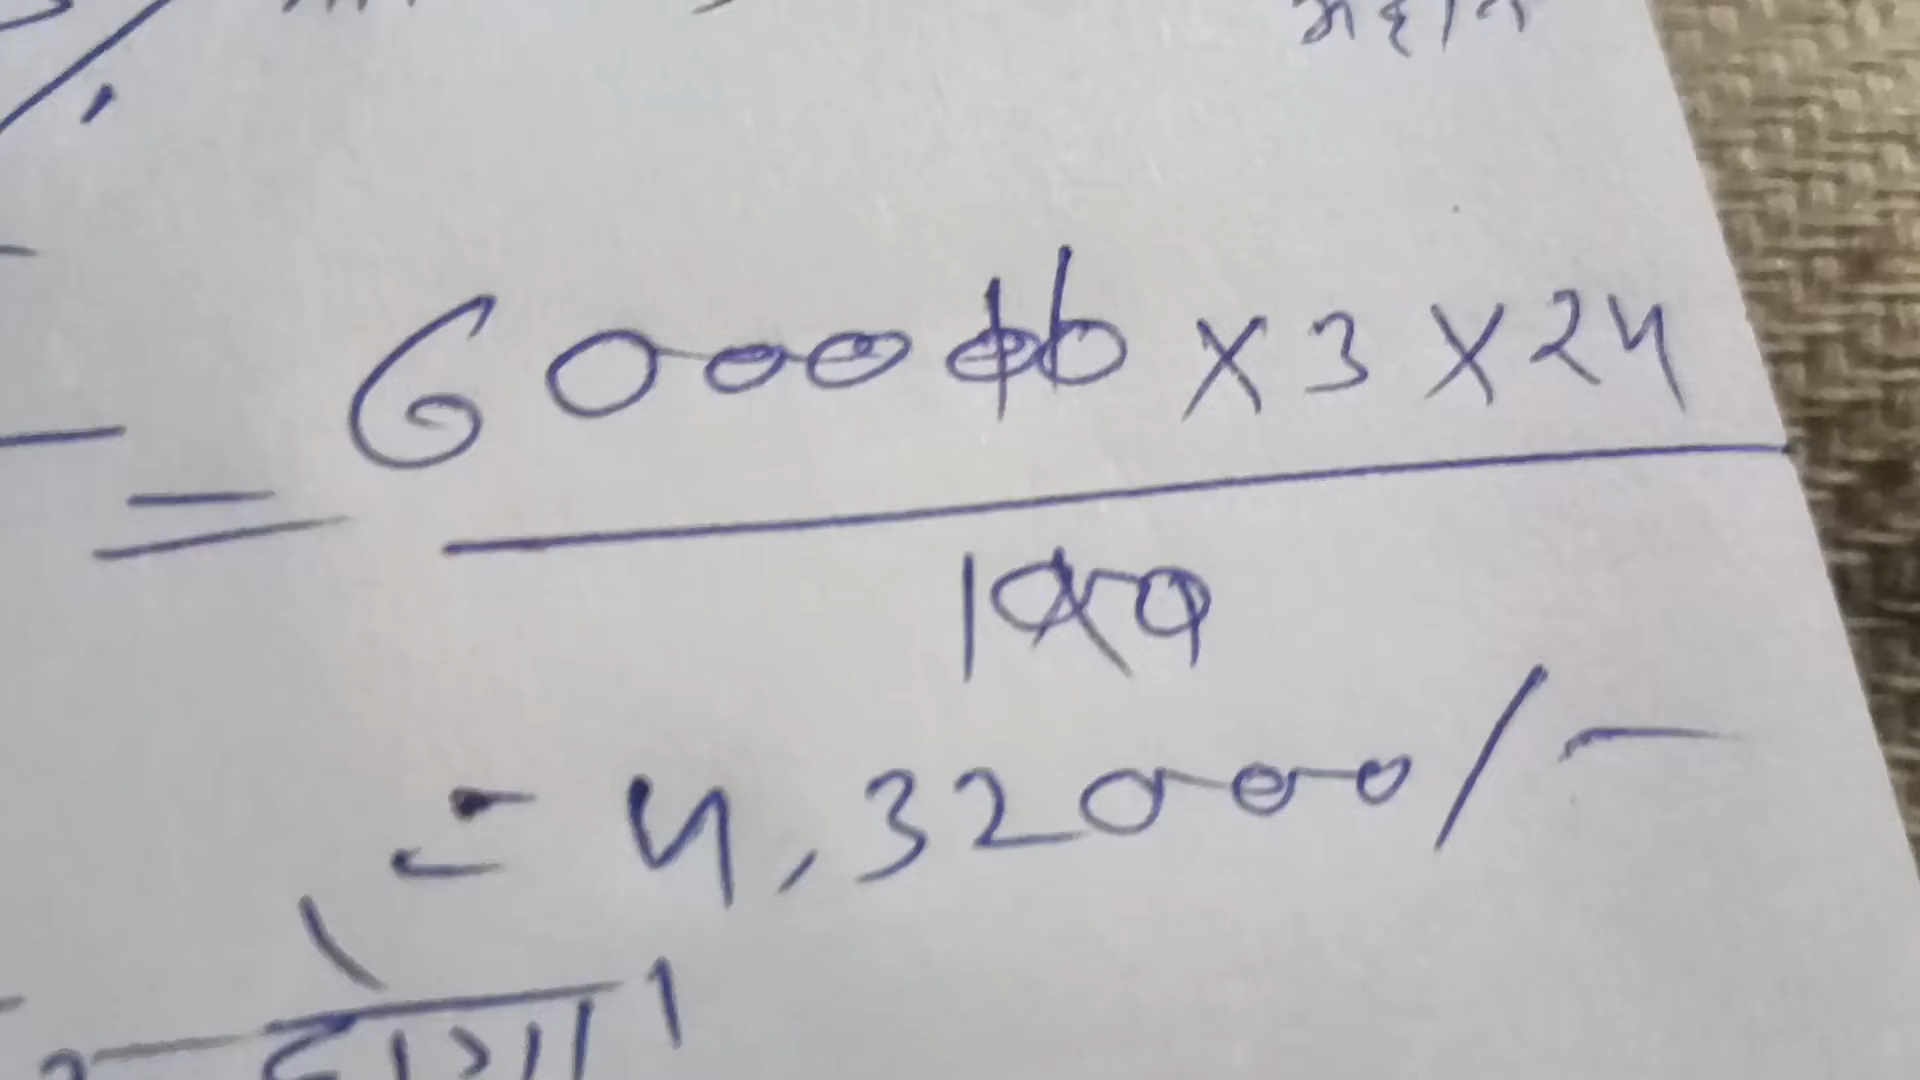 = 600000 x 3 x 24
100
= 4,32000/-
होगा।